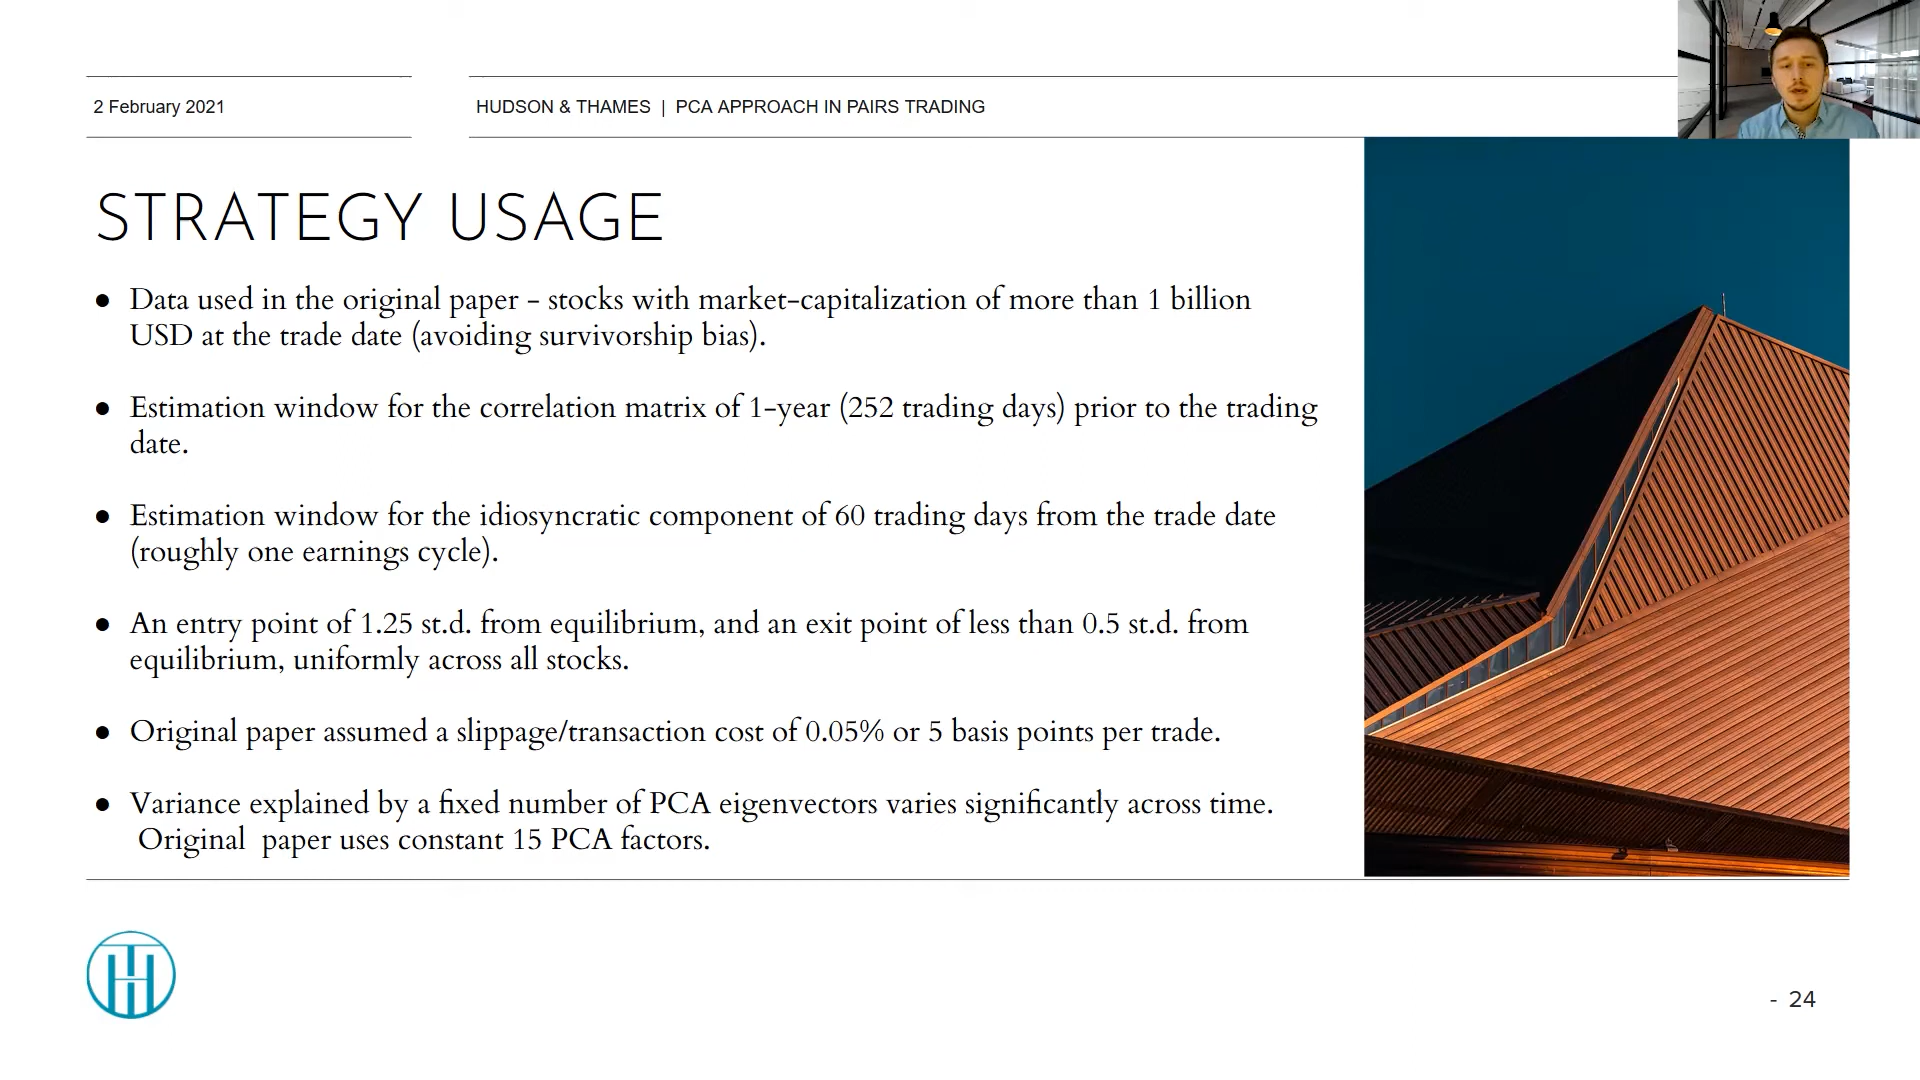 2 February 2021
HUDSON & THAMES | PCA APPROACH IN PAIRS TRADING
STRATEGY USAGE
● Data used in the original paper - stocks with market-capitalization of more than 1 billion
USD at the trade date (avoiding survivorship bias).
● Estimation window for the correlation matrix of 1-year (252 trading days) prior to the trading
date.
● Estimation window for the idiosyncratic component of 60 trading days from the trade date
(roughly one earnings cycle).
● An entry point of 1.25 st.d. from equilibrium, and an exit point of less than 0.5 st.d. from
equilibrium, uniformly across all stocks.
● Original paper assumed a slippage/transaction cost of 0.05% or 5 basis points per trade.
● Variance explained by a fixed number of PCA eigenvectors varies significantly across time.
Original paper uses constant 15 PCA factors.
- 24